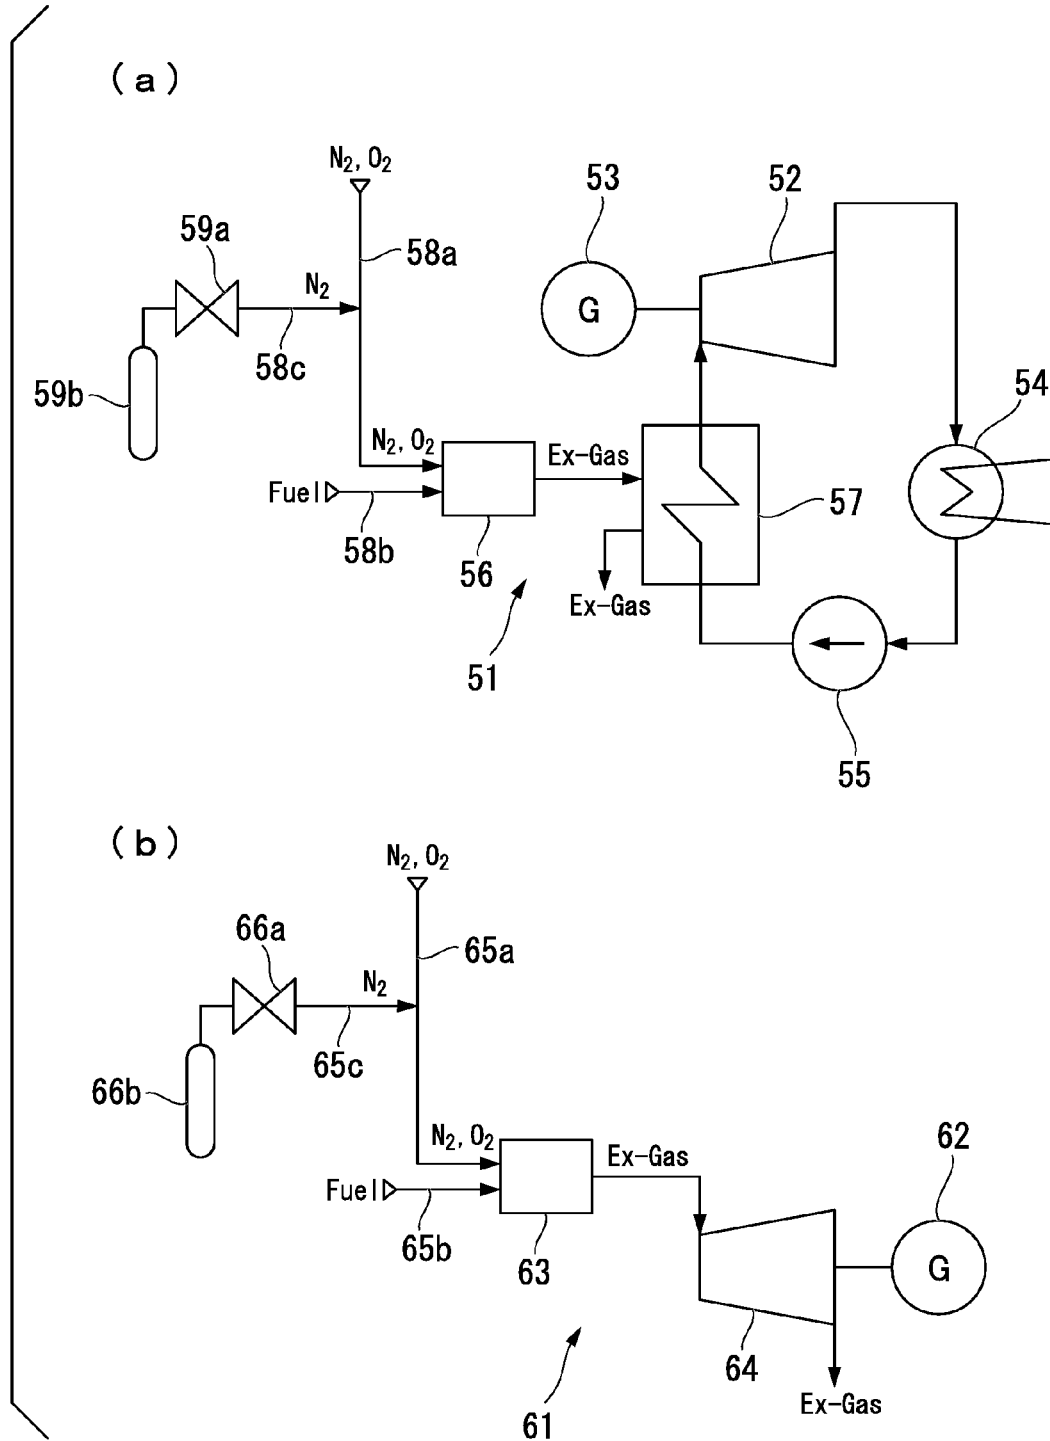 (a)
N2, O2
53
52
59a
58a
N2
G
58c
59b
54
N2, O2
Ex-Gas
Fuel
57
58b
56
Ex-Gas
51
55
(b)
N2, O2
66a
65a
N2
65c
66b
62
N2, O2
Ex-Gas
Fuel
65b
63
G
64
Ex-Gas
61